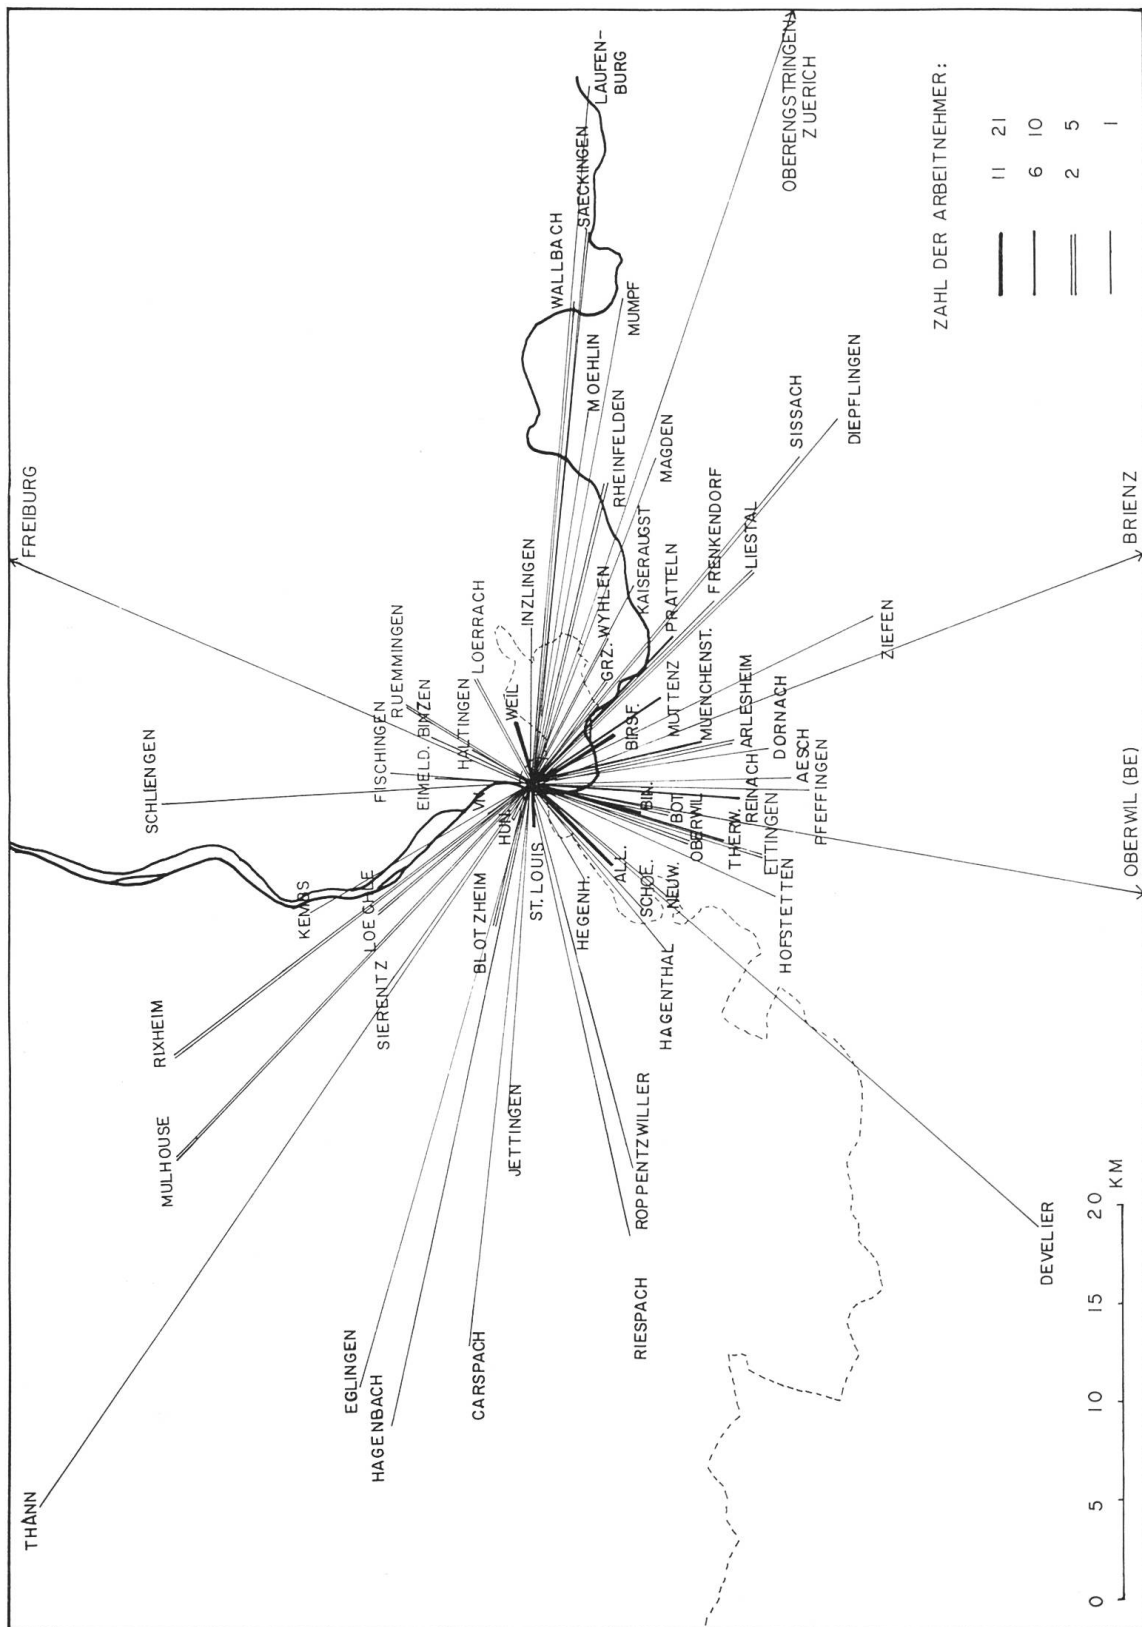 THANN
FREIBURG
SCHLIENGEN
MULHOUSE
RIXHEIM
KEMBS
LOECHLE
SIERENTZ
FISCHINGEN
RUEMMINGEN
EIMELD.
BINZEN
HALTINGEN
LOERRACH
EGLINGEN
HAGENBACH
CARSPACH
JETTINGEN
BLOTZHEIM
HUN.
VN.
WEIL
INZLINGEN
ST. LOUIS
WALLBACH
SAECKINGEN
LAUFEN-
BURG
MOEHLIN
MUMPF
RHEINFELDEN
MAGDEN
KAISERAUGST
GRZ. WYHLEN
PRATTELN
FRENKENDORF
LIESTAL
SISSACH
DIEPFLINGEN
OBERENGSTRINGEN
ZUERICH
HEGENH.
ALL.
SCHOE.
NEUW.
HAGENTHAL
RIESPACH
ROPPENTZWILLER
BIRSF.
MUTTENZ
MUENCHENST.
ARLESHEIM
DORNACH
REINACH
AESCH
PFEFFINGEN
BIN.
BOT.
OBERWIL
THERW.
ETTINGEN
HOFSTETTEN
ZIEFEN
DEVELIER
OBERWIL (BE)
BRIENZ
ZAHL DER ARBEITNEHMER:
11 21
6 10
2 5
1
0 5 10 15 20
KM